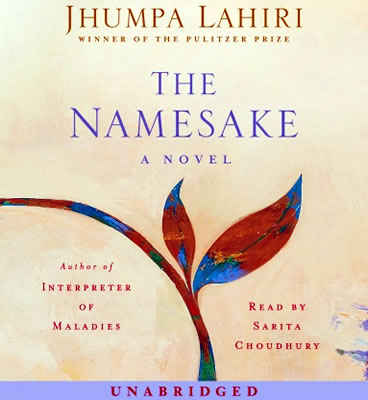 JHUMPA LAHIRI
WINNER OF THE PULITZER PRIZE
THE
NAMESAKE
A NOVEL
Author of
INTERPRETER
OF
MALADIES
READ BY
SARITA
CHOUDHURY
UNABRIDGED